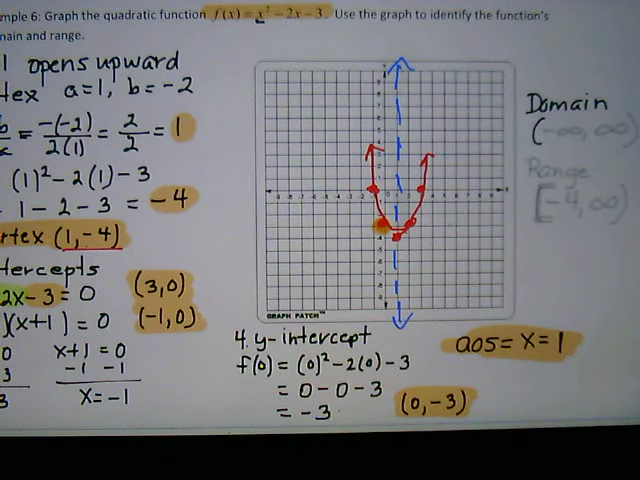 mple 6: Graph the quadratic function f(x) = x² − 2x − 3. Use the graph to identify the function's
main and range.
1 opens upward
tex a=1, b=−2
= −(−2)/2(1) = 2/2 = 1
(1)² − 2(1) − 3
1 − 2 − 3 = −4
rtex (1, −4)
tercepts
2x − 3 = 0
)(x+1) = 0
(3,0)
(−1,0)
0 x+1 = 0
3 −1 −1
3 x = −1
GRAPH PATCH™
4. y-intercept
f(0) = (0)² − 2(0) − 3
= 0 − 0 − 3
= −3
(0, −3)
aos = x = 1
Domain
(−∞, ∞)
Range
[−4, ∞)